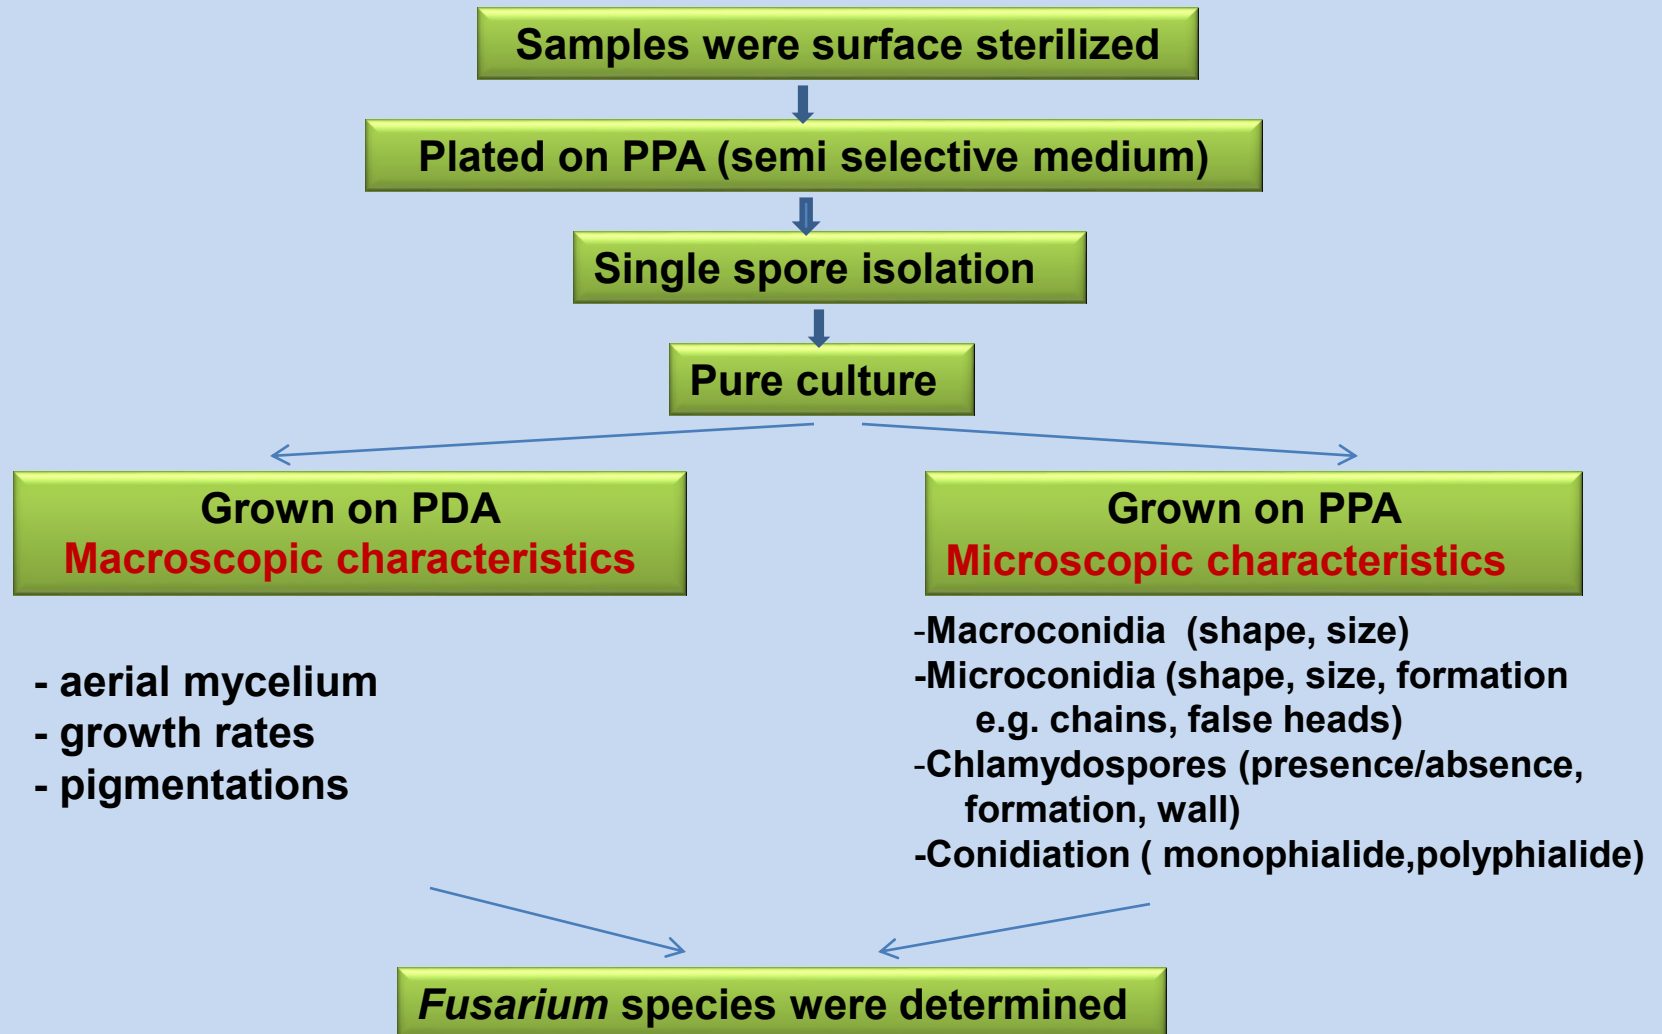 Samples were surface sterilized
Plated on PPA (semi selective medium)
Single spore isolation
Pure culture
Grown on PDA
Macroscopic characteristics
- aerial mycelium
- growth rates
- pigmentations
Grown on PPA
Microscopic characteristics
-Macroconidia (shape, size)
-Microconidia (shape, size, formation
e.g. chains, false heads)
-Chlamydospores (presence/absence,
formation, wall)
-Conidiation ( monophialide,polyphialide)
Fusarium species were determined